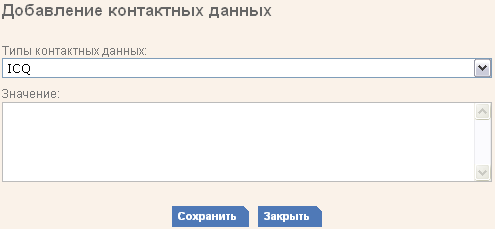 Добавление контактных данных
Типы контактных данных:
ICQ
Значение:
Сохранить Закрыть